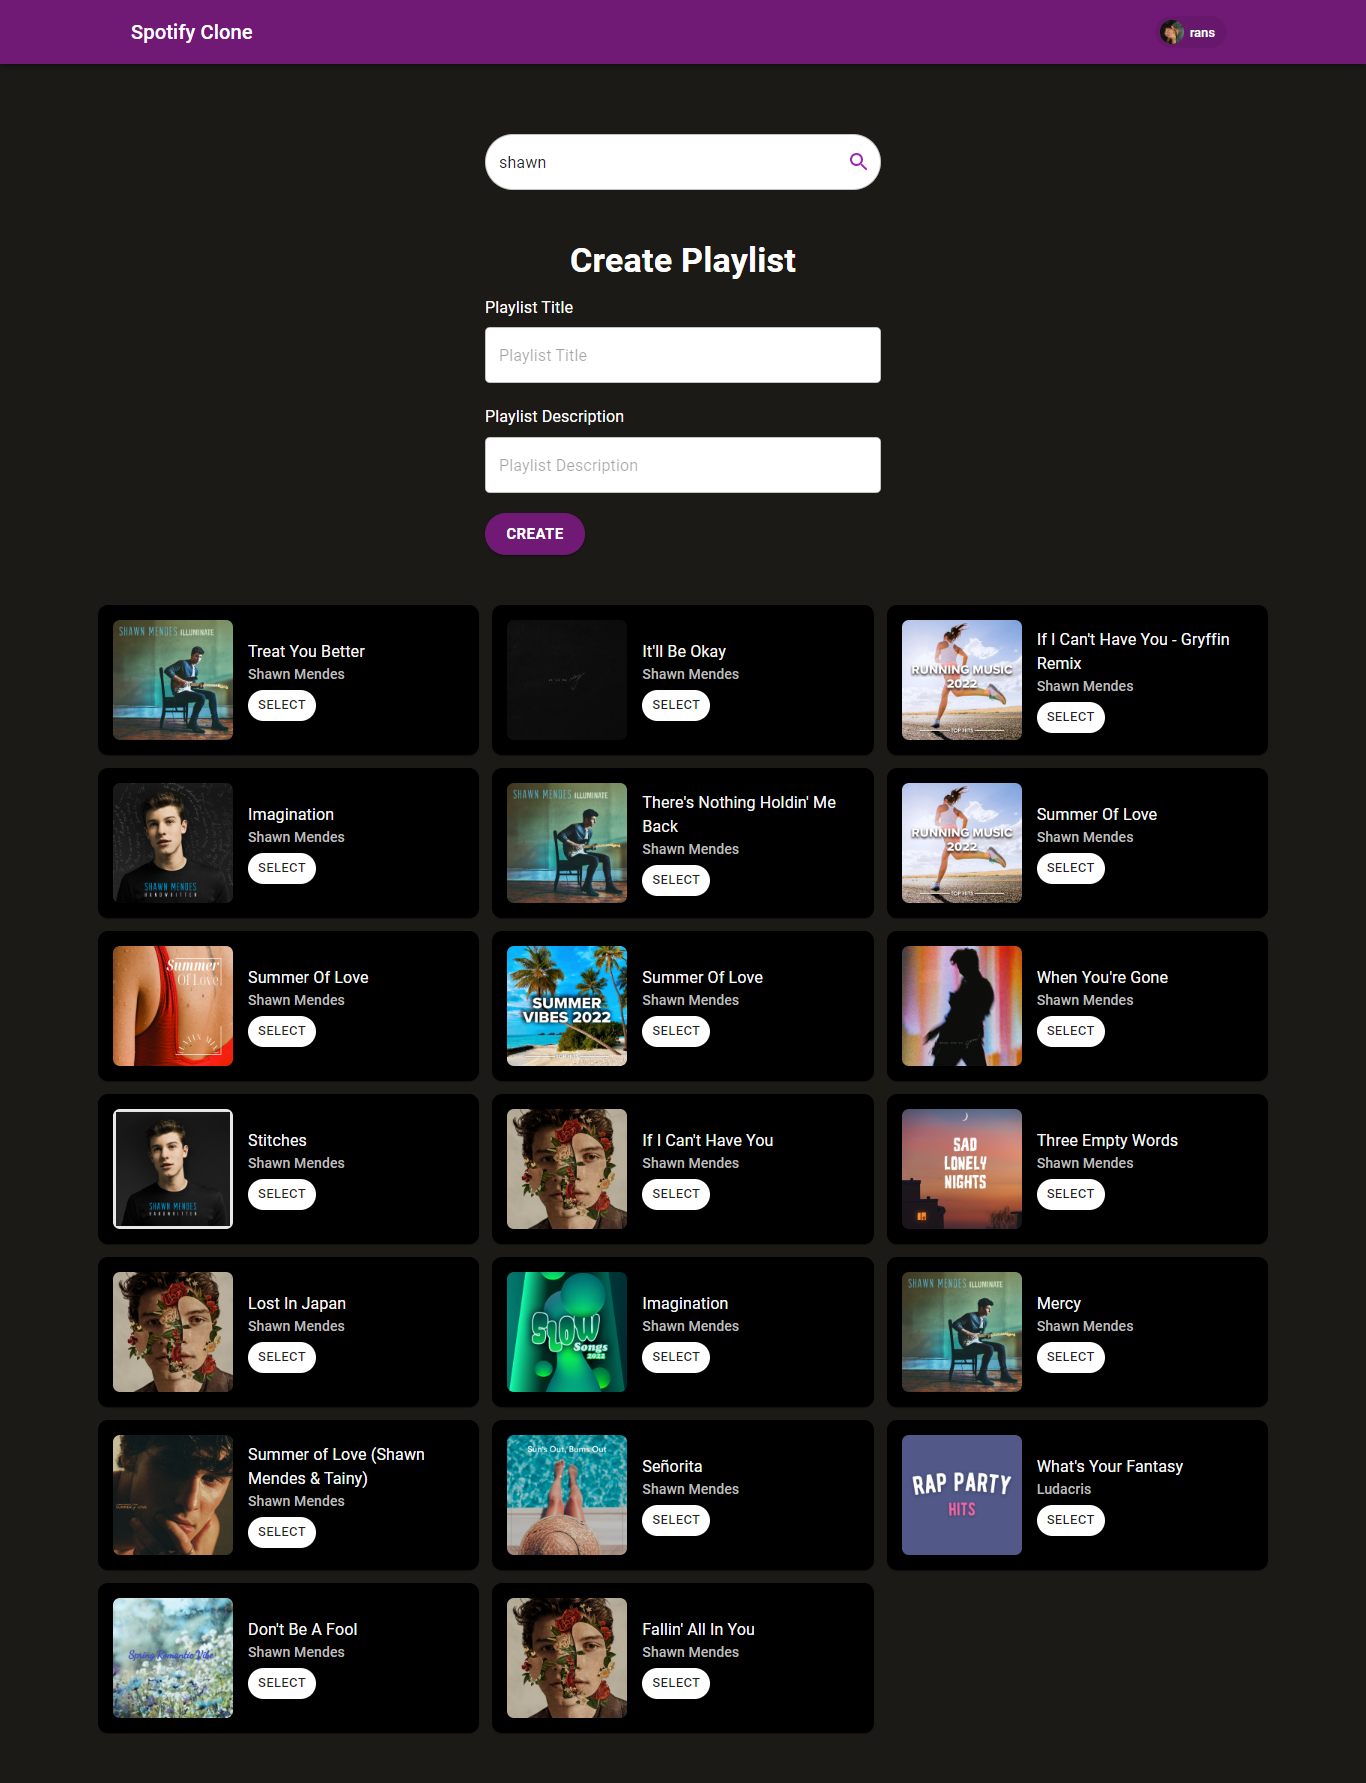 Spotify Clone
rans
shawn
Create Playlist
Playlist Title
Playlist Title
Playlist Description
Playlist Description
CREATE
SHAWN MENDES ILLUMINATE
Treat You Better
Shawn Mendes
SELECT
It'll Be Okay
Shawn Mendes
SELECT
RUNNING MUSIC
2022
TOP HITS
If I Can't Have You - Gryffin
Remix
Shawn Mendes
SELECT
SHAWN MENDES
HANDWRITTEN
Imagination
Shawn Mendes
SELECT
SHAWN MENDES ILLUMINATE
There's Nothing Holdin' Me
Back
Shawn Mendes
SELECT
RUNNING MUSIC
2022
TOP HITS
Summer Of Love
Shawn Mendes
SELECT
Summer
Of Love
LATIN MIX
Summer Of Love
Shawn Mendes
SELECT
SUMMER
VIBES 2022
Summer Of Love
Shawn Mendes
SELECT
When You're Gone
Shawn Mendes
SELECT
SHAWN MENDES
HANDWRITTEN
Stitches
Shawn Mendes
SELECT
If I Can't Have You
Shawn Mendes
SELECT
SAD
LONELY
NIGHTS
Three Empty Words
Shawn Mendes
SELECT
Lost In Japan
Shawn Mendes
SELECT
SLOW
Songs
2022
Imagination
Shawn Mendes
SELECT
SHAWN MENDES ILLUMINATE
Mercy
Shawn Mendes
SELECT
Summer of Love (Shawn
Mendes & Tainy)
Shawn Mendes
SELECT
Sun's Out, Bums Out
Señorita
Shawn Mendes
SELECT
RAP PARTY
HITS
What's Your Fantasy
Ludacris
SELECT
Spring Romantic Vibe
Don't Be A Fool
Shawn Mendes
SELECT
Fallin' All In You
Shawn Mendes
SELECT